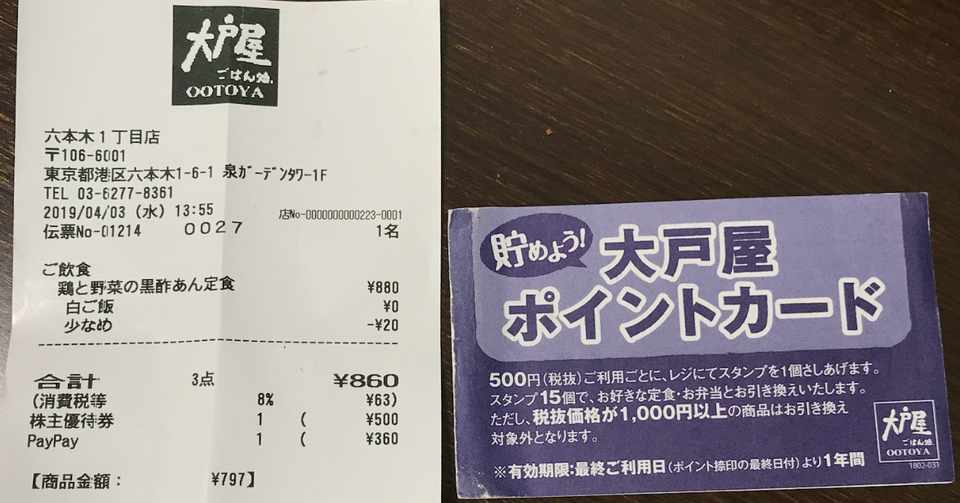 大戸屋
ごはん処
OOTOYA
六本木1丁目店
〒106-6001
東京都港区六本木1-6-1 泉ｶﾞｰﾃﾞﾝﾀﾜｰ1F
TEL 03-6277-8361
2019/04/03 (水) 13:55 店No-0000000000223-0001
伝票No-01214 0027 1名
ご飲食
鶏と野菜の黒酢あん定食 ¥880
白ご飯 ¥0
少なめ -¥20
合計 3点 ¥860
(消費税等 8% ¥63)
株主優待券 1 ( ¥500
PayPay 1 ( ¥360
【商品金額: ¥797】
貯めよう!
大戸屋
ポイントカード
500円(税抜)ご利用ごとに、レジにてスタンプを1個さしあげます。
スタンプ15個で、お好きな定食・お弁当とお引き換えいたします。
ただし、税抜価格が1,000円以上の商品はお引き換え
対象外となります。
※有効期限:最終ご利用日(ポイント捺印の最終日付)より1年間
大戸屋
ごはん処
OOTOYA
1802-031